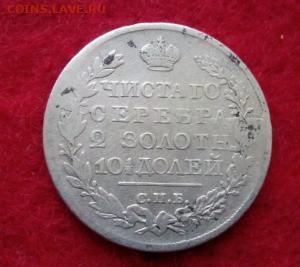 COINS.LAVE.RU
ЧИСТАГО
СЕРЕБРА
2 ЗОЛОТН.
10½ ДОЛЕЙ
С.П.Б.